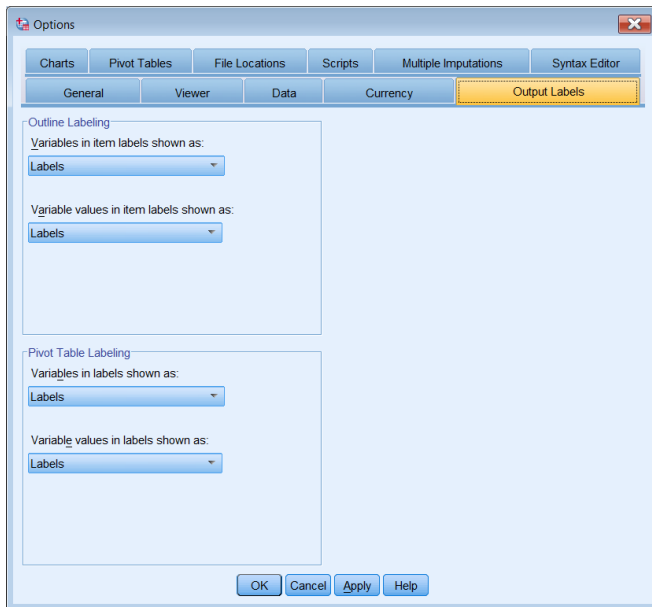 Options
Charts Pivot Tables File Locations Scripts Multiple Imputations Syntax Editor
General Viewer Data Currency Output Labels
Outline Labeling
Variables in item labels shown as:
Labels
Variable values in item labels shown as:
Labels
Pivot Table Labeling
Variables in labels shown as:
Labels
Variable values in labels shown as:
Labels
OK Cancel Apply Help